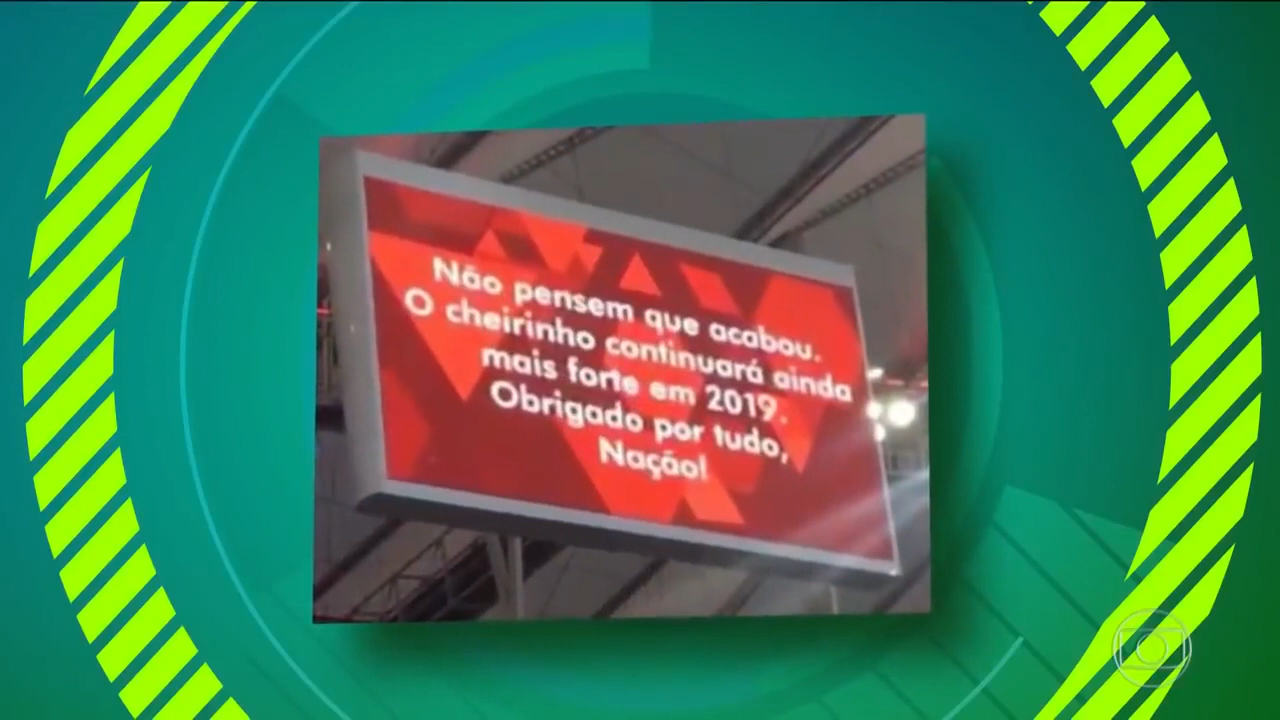 Não pensem que acabou.
O cheirinho continuará ainda
mais forte em 2019.
Obrigado por tudo,
Nação!